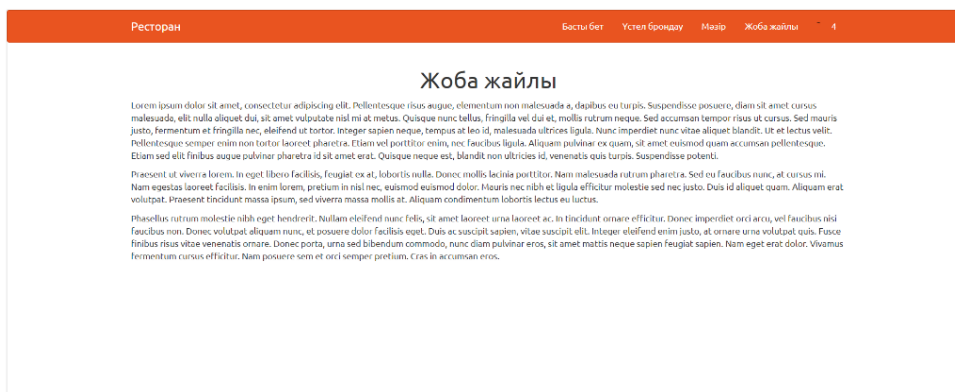 Ресторан
Басты бет Үстел брондау Мәзір Жоба жайлы 4
Жоба жайлы
Lorem ipsum dolor sit amet, consectetur adipiscing elit. Pellentesque risus augue, elementum non malesuada a, dapibus eu turpis. Suspendisse posuere, diam sit amet cursus
malesuada, elit nulla aliquet dui, sit amet vulputate nisl mi at metus. Quisque nunc tellus, fringilla vel dui et, mollis rutrum neque. Sed accumsan tempor risus ut cursus. Sed mauris
justo, fermentum et fringilla nec, eleifend ut tortor. Integer sapien neque, tempus at leo id, malesuada ultrices ligula. Nunc imperdiet nunc vitae aliquet blandit. Ut et lectus velit.
Pellentesque semper enim non tortor laoreet pharetra. Etiam vel porttitor enim, nec faucibus ligula. Aliquam pulvinar ex quam, sit amet euismod quam accumsan pellentesque.
Etiam sed elit finibus augue pulvinar pharetra id sit amet erat. Quisque neque est, blandit non ultricies id, venenatis quis turpis. Suspendisse potenti.
Praesent ut viverra lorem. In eget libero facilisis, feugiat ex at, lobortis nulla. Donec mollis lacinia porttitor. Nam malesuada rutrum pharetra. Sed eu faucibus nunc, at cursus mi.
Nam egestas laoreet facilisis. In enim lorem, pretium in nisl nec, euismod euismod dolor. Mauris nec nibh et ligula efficitur molestie sed nec justo. Duis id aliquet quam. Aliquam erat
volutpat. Praesent tincidunt massa ipsum, sed viverra massa mollis at. Aliquam condimentum lobortis lectus eu luctus.
Phasellus rutrum molestie nibh eget hendrerit. Nullam eleifend nunc felis, sit amet laoreet urna laoreet ac. In tincidunt ornare efficitur. Donec imperdiet orci arcu, vel faucibus nisi
faucibus non. Donec volutpat aliquam nunc, et posuere dolor facilisis eget. Duis ac suscipit sapien, vitae suscipit elit. Integer eleifend enim justo, at ornare urna volutpat quis. Fusce
finibus risus vitae venenatis ornare. Donec porta, urna sed bibendum commodo, nunc diam pulvinar eros, sit amet mattis neque sapien feugiat sapien. Nam eget erat dolor. Vivamus
fermentum cursus efficitur. Nam posuere sem et orci semper pretium. Cras in accumsan eros.